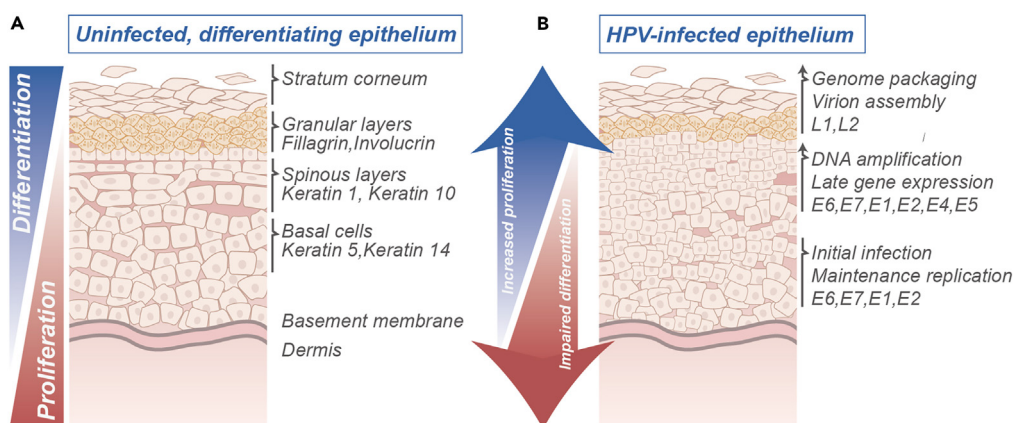 A
Uninfected, differentiating epithelium
Differentiation
Proliferation
Stratum corneum
Granular layers
Fillagrin,Involucrin
Spinous layers
Keratin 1, Keratin 10
Basal cells
Keratin 5,Keratin 14
Basement membrane
Dermis
B
HPV-infected epithelium
Increased proliferation
Impaired differentiation
Genome packaging
Virion assembly
L1,L2
DNA amplification
Late gene expression
E6,E7,E1,E2,E4,E5
Initial infection
Maintenance replication
E6,E7,E1,E2